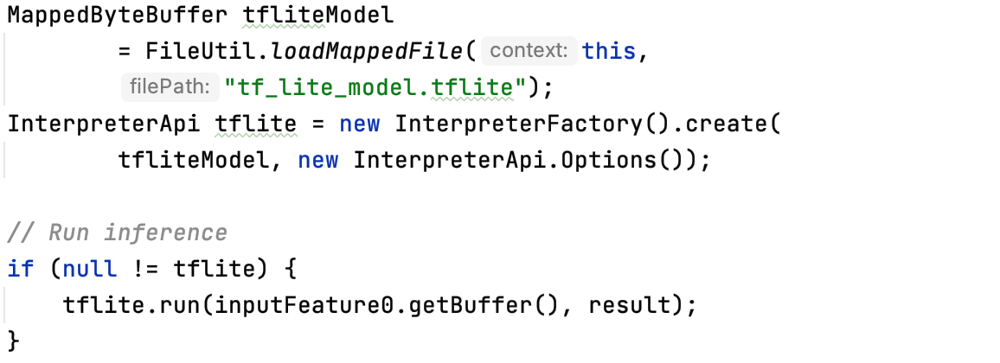 MappedByteBuffer tfliteModel
= FileUtil.loadMappedFile( context: this,
filePath: "tf_lite_model.tflite");
InterpreterApi tflite = new InterpreterFactory().create(
tfliteModel, new InterpreterApi.Options());
// Run inference
if (null != tflite) {
tflite.run(inputFeature0.getBuffer(), result);
}